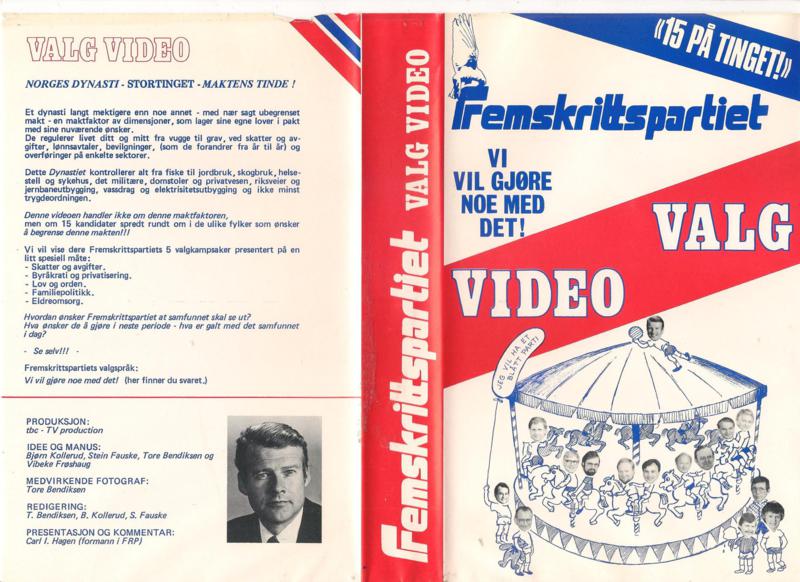 VALG VIDEO
NORGES DYNASTI - STORTINGET - MAKTENS TINDE !
Et dynasti langt mektigere enn noe annet - med nær sagt ubegrenset
makt - en maktfaktor av dimensjoner, som lager sine egne lover i pakt
med sine nuværende ønsker.
De regulerer livet ditt og mitt fra vugge til grav, ved skatter og av-
gifter, lønnsavtaler, bevilgninger, (som de forandrer fra år til år) og
overføringer på enkelte sektorer.
Dette Dynastiet kontrollerer alt fra fiske til jordbruk, skogbruk, helse-
stell og sykehus, det militære, domstoler og privatvesen, riksveier og
jernbaneutbygging, vassdrag og elektrisitetsutbygging og ikke minst
trygdeordningen.
Denne videoen handler ikke om denne maktfaktoren,
men om 15 kandidater spredt rundt om i de ulike fylker som ønsker
å begrense denne makten!!!
Vi vil vise dere Fremskrittspartiets 5 valgkampsaker presentert på en
litt spesiell måte:
- Skatter og avgifter.
- Byråkrati og privatisering.
- Lov og orden.
- Familiepolitikk.
- Eldreomsorg.
Hvordan ønsker Fremskrittspartiet at samfunnet skal se ut?
Hva ønsker de å gjøre i neste periode - hva er galt med det samfunnet
i dag?
- Se selv!!! -
Fremskrittspartiets valgspråk:
Vi vil gjøre noe med det! (her finner du svaret.)
PRODUKSJON:
tbc - TV production
IDEE OG MANUS:
Bjørn Kollerud, Stein Fauske, Tore Bendiksen og
Vibeke Frøshaug
MEDVIRKENDE FOTOGRAF:
Tore Bendiksen
REDIGERING:
T. Bendiksen, B. Kollerud, S. Fauske
PRESENTASJON OG KOMMENTAR:
Carl I. Hagen (formann i FRP)
Fremskrittspartiet VALG VIDEO
«15 PÅ TINGET!»
Fremskrittspartiet
VI
VIL GJØRE
NOE MED
DET!
VALG
VIDEO
JEG VIL HA ET
BLÅTT PARTI